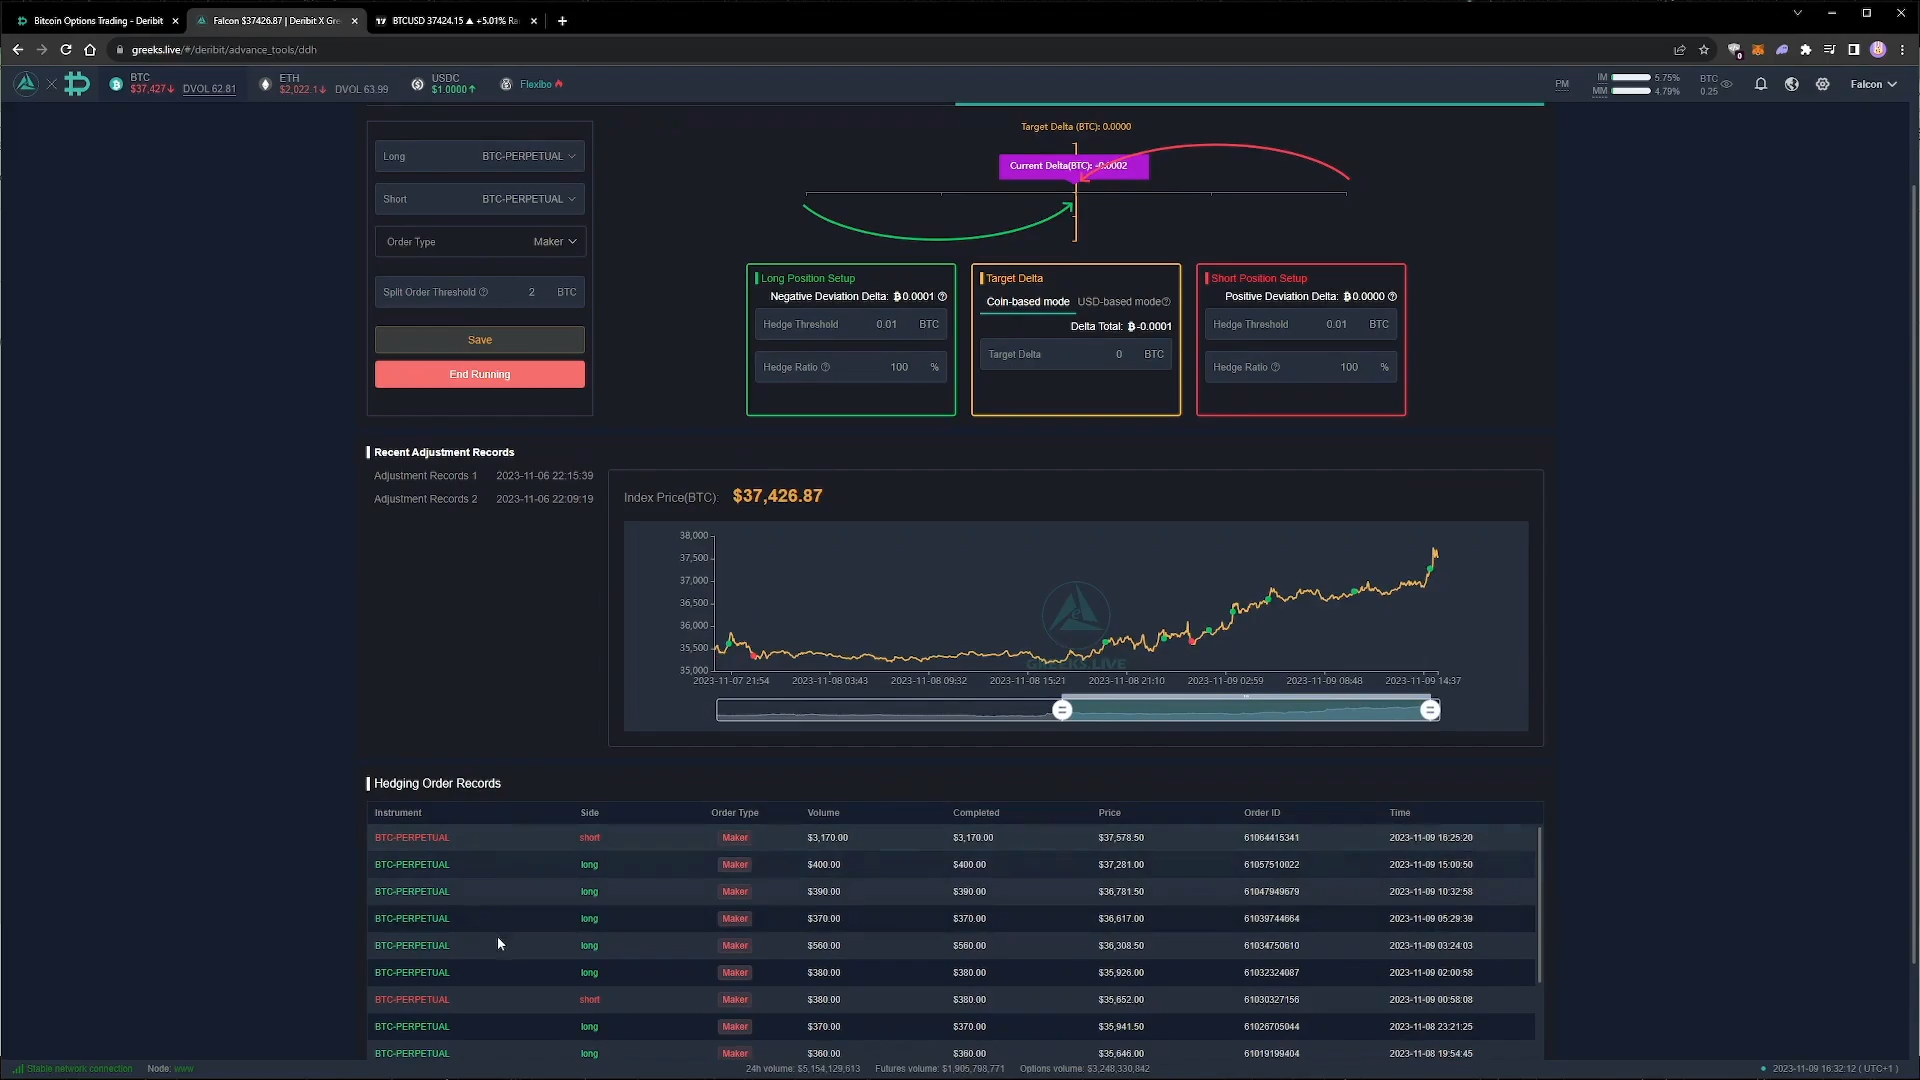 Bitcoin Options Trading - Deribit
Falcon $37426.87 | Deribit X Gre
BTCUSD 37424.15 ▲ +5.01% Ra
greeks.live/#/deribit/advance_tools/ddh
BTC
$37,427↓ DVOL 62.81
ETH
$2,022.1↓ DVOL 63.99
USDC
$1.0000↑
Flexibo
PM
IM 5.75%
MM 4.79%
BTC
0.25
Falcon
Long BTC-PERPETUAL
Short BTC-PERPETUAL
Order Type Maker
Split Order Threshold 2 BTC
Save
End Running
Target Delta (BTC): 0.0000
Current Delta(BTC): -0.0002
Long Position Setup
Negative Deviation Delta: ₿0.0001
Hedge Threshold 0.01 BTC
Hedge Ratio 100 %
Target Delta
Coin-based mode USD-based mode
Delta Total: ₿-0.0001
Target Delta 0 BTC
Short Position Setup
Positive Deviation Delta: ₿0.0000
Hedge Threshold 0.01 BTC
Hedge Ratio 100 %
Recent Adjustment Records
Adjustment Records 1 2023-11-06 22:15:39
Adjustment Records 2 2023-11-06 22:09:19
Index Price(BTC): $37,426.87
38,000
37,500
37,000
36,500
36,000
35,500
35,000
GREEKS.LIVE
2023-11-07 21:54 2023-11-08 03:43 2023-11-08 09:32 2023-11-08 15:21 2023-11-08 21:10 2023-11-09 02:59 2023-11-09 08:48 2023-11-09 14:37
Hedging Order Records
Instrument Side Order Type Volume Completed Price Order ID Time
BTC-PERPETUAL short Maker $3,170.00 $3,170.00 $37,578.50 61064415341 2023-11-09 16:25:20
BTC-PERPETUAL long Maker $400.00 $400.00 $37,281.00 61057510022 2023-11-09 15:00:50
BTC-PERPETUAL long Maker $390.00 $390.00 $36,781.50 61047949679 2023-11-09 10:32:58
BTC-PERPETUAL long Maker $370.00 $370.00 $36,617.00 61039744664 2023-11-09 05:29:39
BTC-PERPETUAL long Maker $560.00 $560.00 $36,308.50 61034750610 2023-11-09 03:24:03
BTC-PERPETUAL long Maker $380.00 $380.00 $35,926.00 61032324087 2023-11-09 02:00:58
BTC-PERPETUAL short Maker $380.00 $380.00 $35,652.00 61030327156 2023-11-09 00:58:08
BTC-PERPETUAL long Maker $370.00 $370.00 $35,941.50 61026705044 2023-11-08 23:21:25
BTC-PERPETUAL long Maker $360.00 $360.00 $35,646.00 61019199404 2023-11-08 19:54:45
Stable network connection Node: www
24h volume: $5,154,129,613 Futures volume: $1,905,798,771 Options volume: $3,248,330,842
2023-11-09 16:32:12 ( UTC+1 )